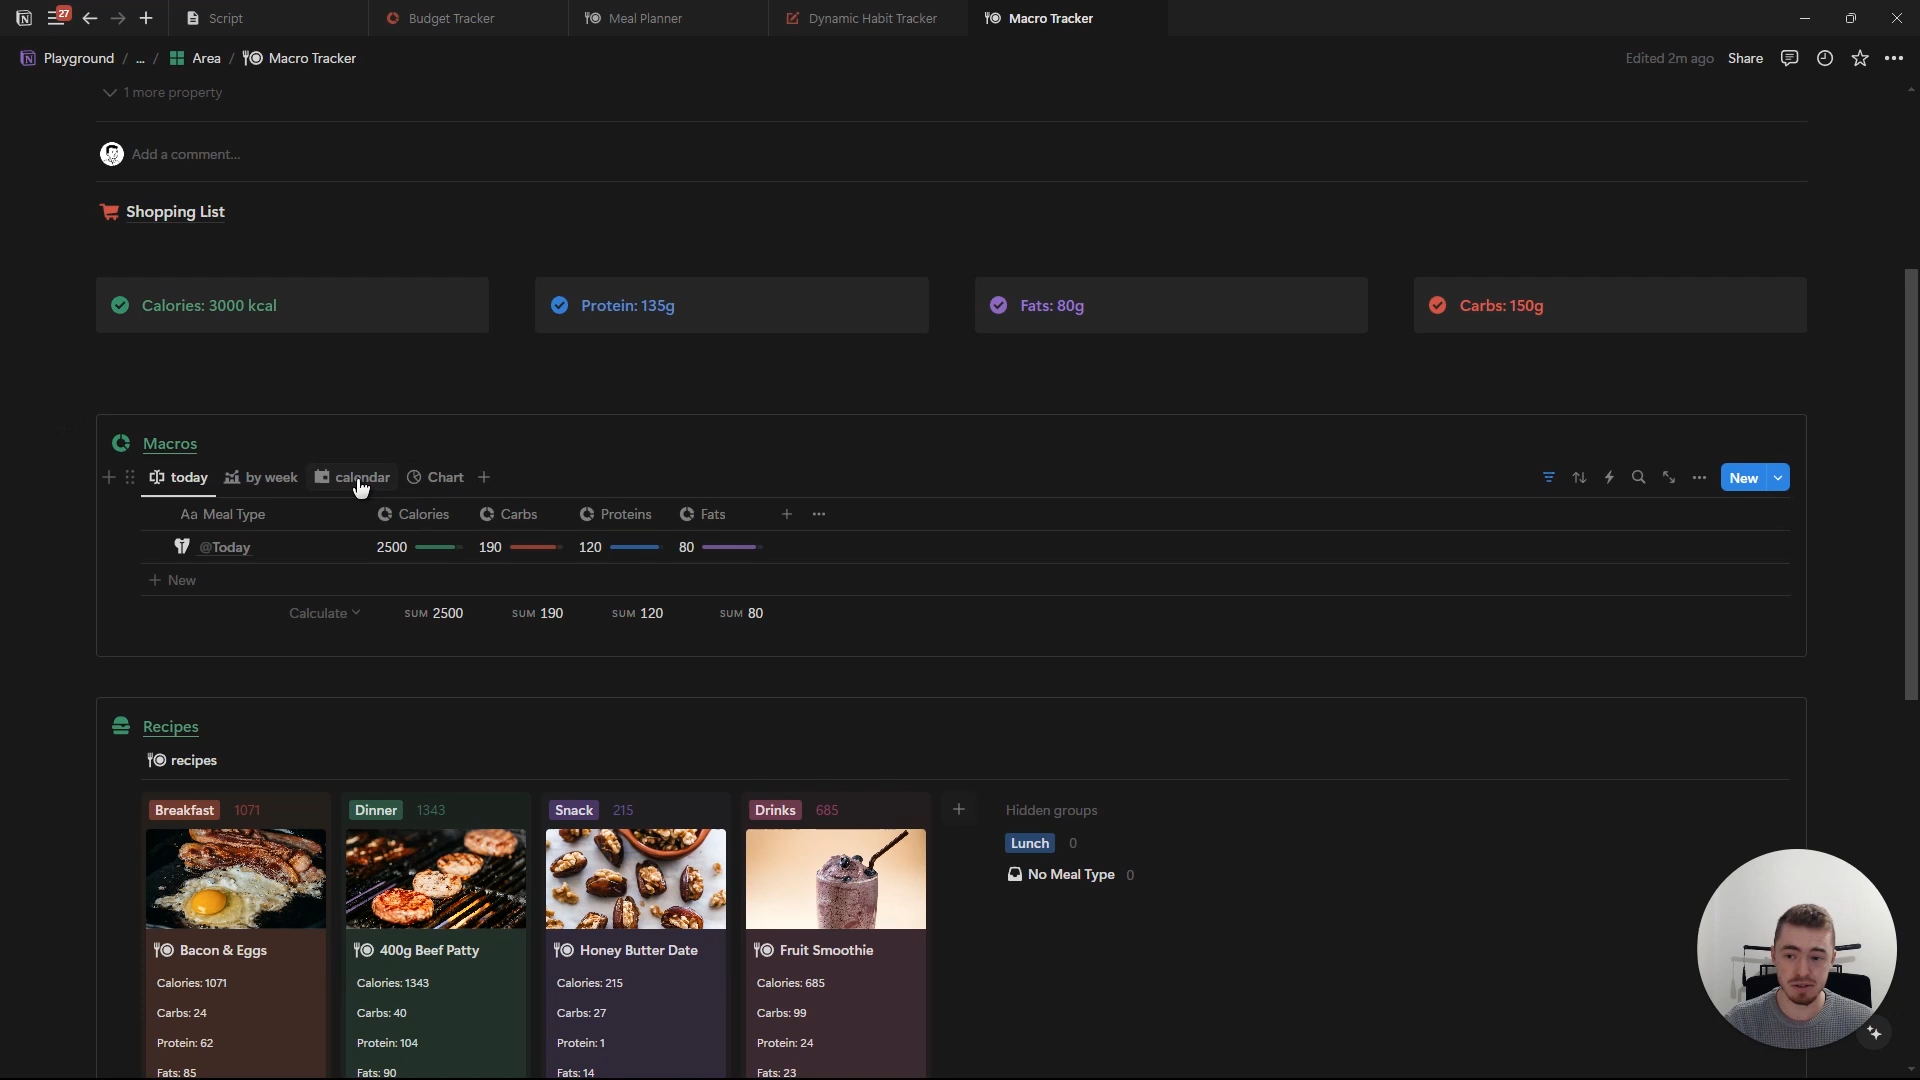 27
Script
Budget Tracker
Meal Planner
Dynamic Habit Tracker
Macro Tracker
Playground / ... / Area / Macro Tracker
Edited 2m ago Share
1 more property
Add a comment...
Shopping List
Calories: 3000 kcal
Protein: 135g
Fats: 80g
Carbs: 150g
Macros
today by week calendar Chart
New
Aa Meal Type Calories Carbs Proteins Fats
@Today 2500 190 120 80
New
Calculate SUM 2500 SUM 190 SUM 120 SUM 80
Recipes
recipes
Breakfast 1071
Dinner 1343
Snack 215
Drinks 685
Hidden groups
Lunch 0
No Meal Type 0
Bacon & Eggs
Calories: 1071
Carbs: 24
Protein: 62
Fats: 85
400g Beef Patty
Calories: 1343
Carbs: 40
Protein: 104
Fats: 90
Honey Butter Date
Calories: 215
Carbs: 27
Protein: 1
Fats: 14
Fruit Smoothie
Calories: 685
Carbs: 99
Protein: 24
Fats: 23